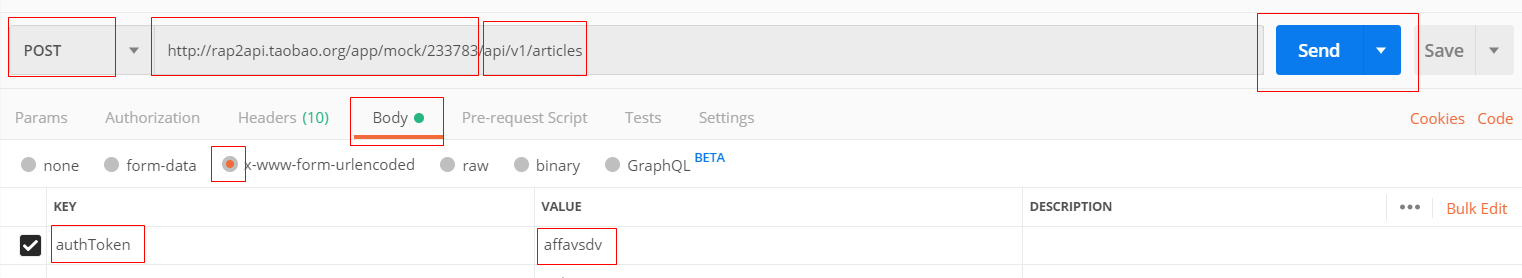 POST http://rap2api.taobao.org/app/mock/233783/api/v1/articles Send Save
Params Authorization Headers (10) Body Pre-request Script Tests Settings Cookies Code
none form-data x-www-form-urlencoded raw binary GraphQL BETA
KEY VALUE DESCRIPTION ••• Bulk Edit
authToken affavsdv